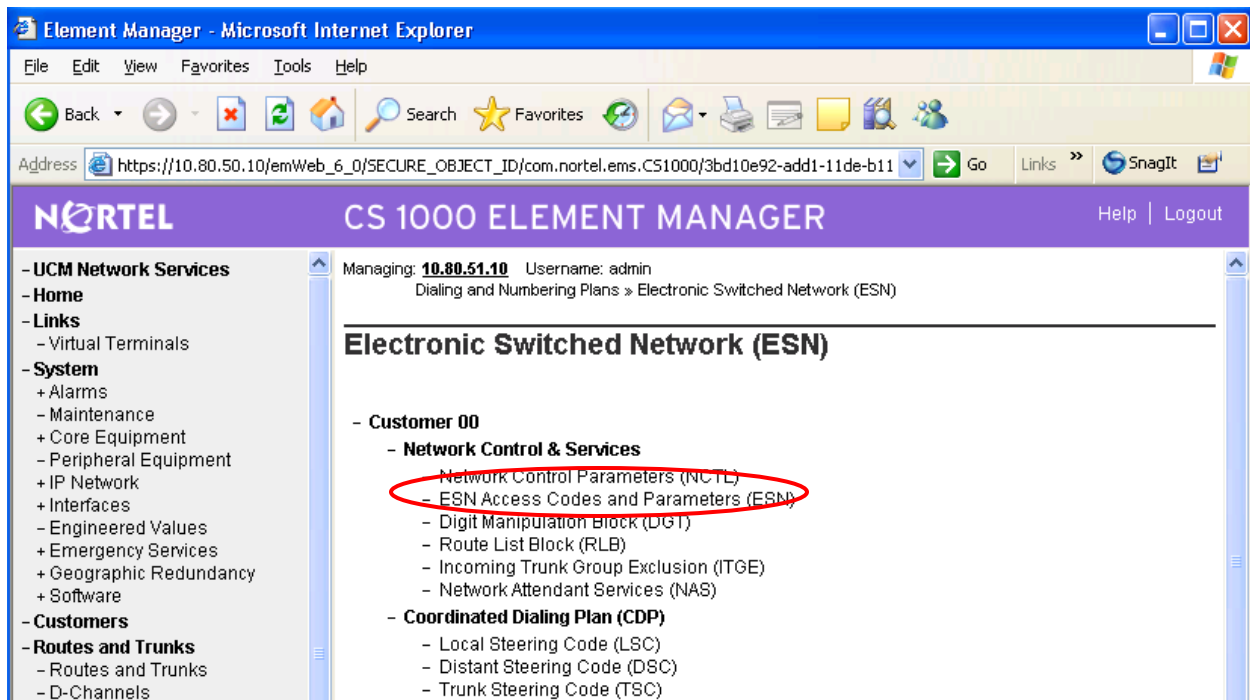 Element Manager - Microsoft Internet Explorer
File Edit View Favorites Tools Help
Back Search Favorites
Address https://10.80.50.10/emWeb_6_0/SECURE_OBJECT_ID/com.nortel.ems.CS1000/3bd10e92-add1-11de-b11 Go Links » SnagIt
NORTEL CS 1000 ELEMENT MANAGER Help | Logout
- UCM Network Services
- Home
- Links
- Virtual Terminals
- System
+ Alarms
- Maintenance
+ Core Equipment
- Peripheral Equipment
+ IP Network
+ Interfaces
- Engineered Values
+ Emergency Services
+ Geographic Redundancy
+ Software
- Customers
- Routes and Trunks
- Routes and Trunks
- D-Channels
Managing: 10.80.51.10 Username: admin
Dialing and Numbering Plans » Electronic Switched Network (ESN)
Electronic Switched Network (ESN)
- Customer 00
- Network Control & Services
- Network Control Parameters (NCTL)
- ESN Access Codes and Parameters (ESN)
- Digit Manipulation Block (DGT)
- Route List Block (RLB)
- Incoming Trunk Group Exclusion (ITGE)
- Network Attendant Services (NAS)
- Coordinated Dialing Plan (CDP)
- Local Steering Code (LSC)
- Distant Steering Code (DSC)
- Trunk Steering Code (TSC)